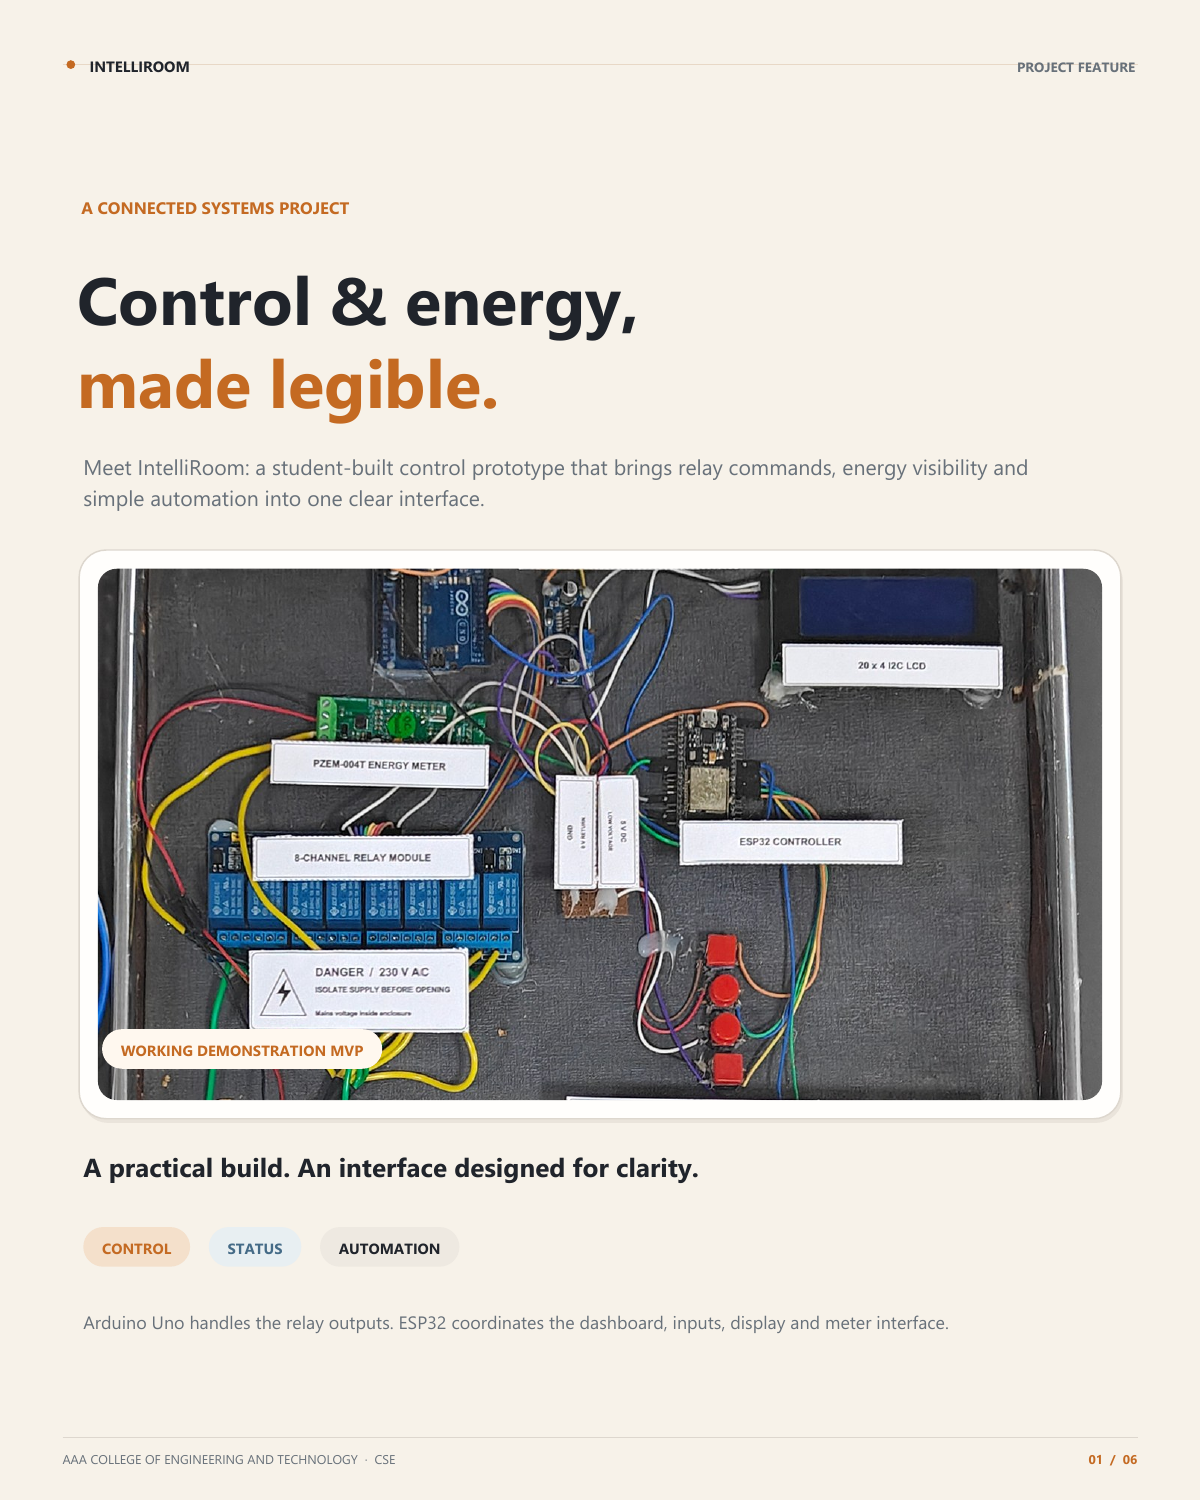 INTELLIROOM
PROJECT FEATURE
A CONNECTED SYSTEMS PROJECT
Control & energy,
made legible.
Meet IntelliRoom: a student-built control prototype that brings relay commands, energy visibility and
simple automation into one clear interface.
20 x 4 I2C LCD
PZEM-004T ENERGY METER
GND
5 V DC
LOW VOLTAGE
ESP32 CONTROLLER
8-CHANNEL RELAY MODULE
DANGER / 230 V AC
ISOLATE SUPPLY BEFORE OPENING
Mains voltage inside enclosure
WORKING DEMONSTRATION MVP
A practical build. An interface designed for clarity.
CONTROL
STATUS
AUTOMATION
Arduino Uno handles the relay outputs. ESP32 coordinates the dashboard, inputs, display and meter interface.
AAA COLLEGE OF ENGINEERING AND TECHNOLOGY · CSE
01 / 06